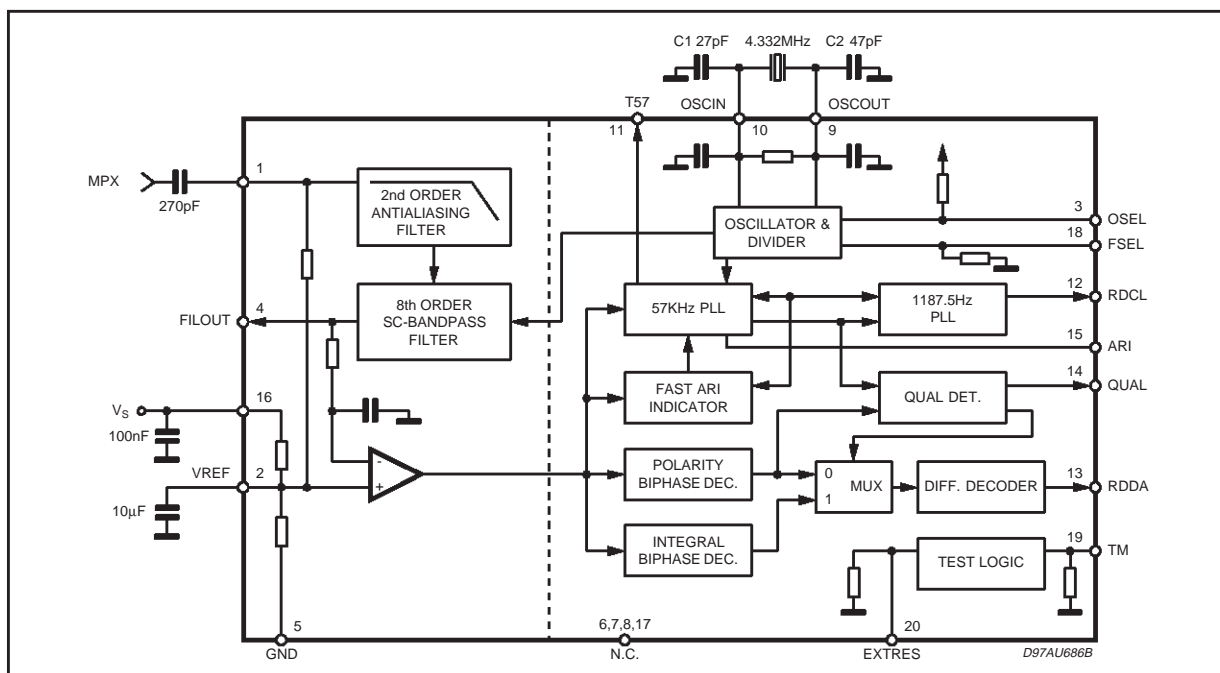 C1 27pF
4.332MHz
C2 47pF
T57
OSCIN
OSCOUT
11
10
9
MPX
270pF
1
2nd ORDER
ANTIALIASING
FILTER
OSCILLATOR &
DIVIDER
3
OSEL
18
FSEL
FILOUT
4
8th ORDER
SC-BANDPASS
FILTER
57KHz PLL
1187.5Hz
PLL
12
RDCL
15
ARI
FAST ARI
INDICATOR
QUAL DET.
14
QUAL
VS
16
100nF
VREF
2
10µF
-
+
POLARITY
BIPHASE DEC.
0
MUX
1
DIFF. DECODER
13
RDDA
INTEGRAL
BIPHASE DEC.
TEST LOGIC
19
TM
5
GND
6,7,8,17
N.C.
20
EXTRES
D97AU686B